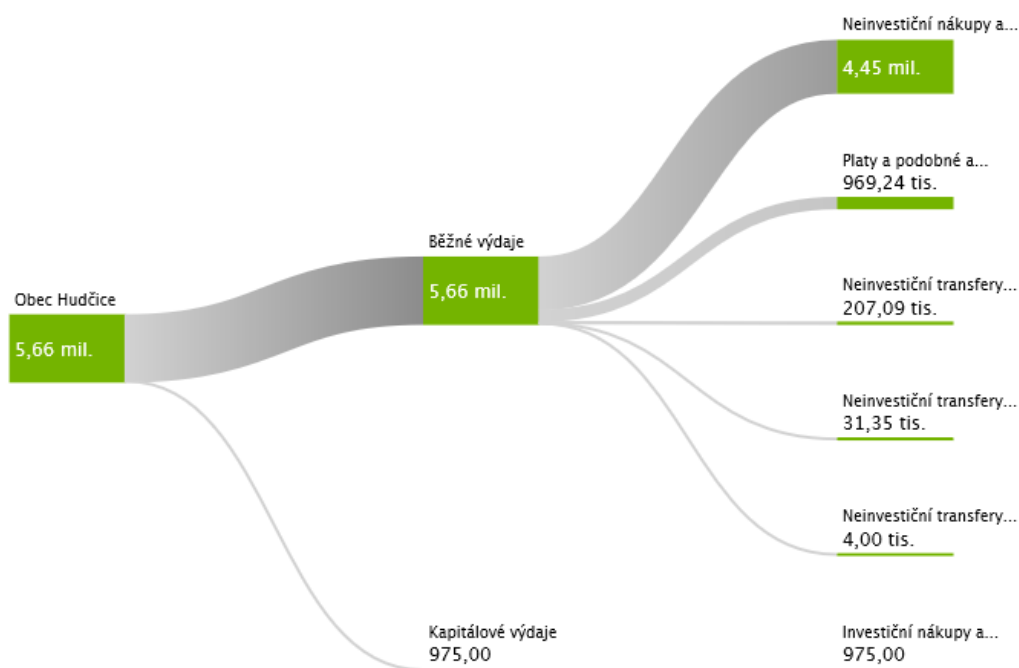 Neinvestiční nákupy a...
4,45 mil.
Platy a podobné a...
969,24 tis.
Běžné výdaje
5,66 mil.
Neinvestiční transfery...
207,09 tis.
Obec Hudčice
5,66 mil.
Neinvestiční transfery...
31,35 tis.
Neinvestiční transfery...
4,00 tis.
Kapitálové výdaje
975,00
Investiční nákupy a...
975,00